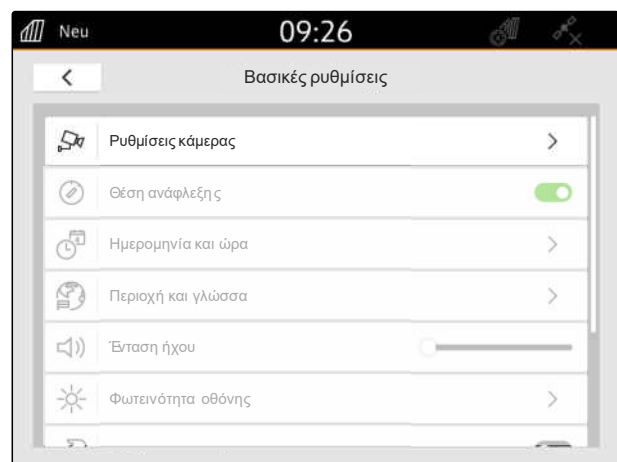 Neu 09:26
Βασικές ρυθμίσεις
Ρυθμίσεις κάμερας
Θέση ανάφλεξης
Ημερομηνία και ώρα
Περιοχή και γλώσσα
Ένταση ήχου
Φωτεινότητα οθόνης